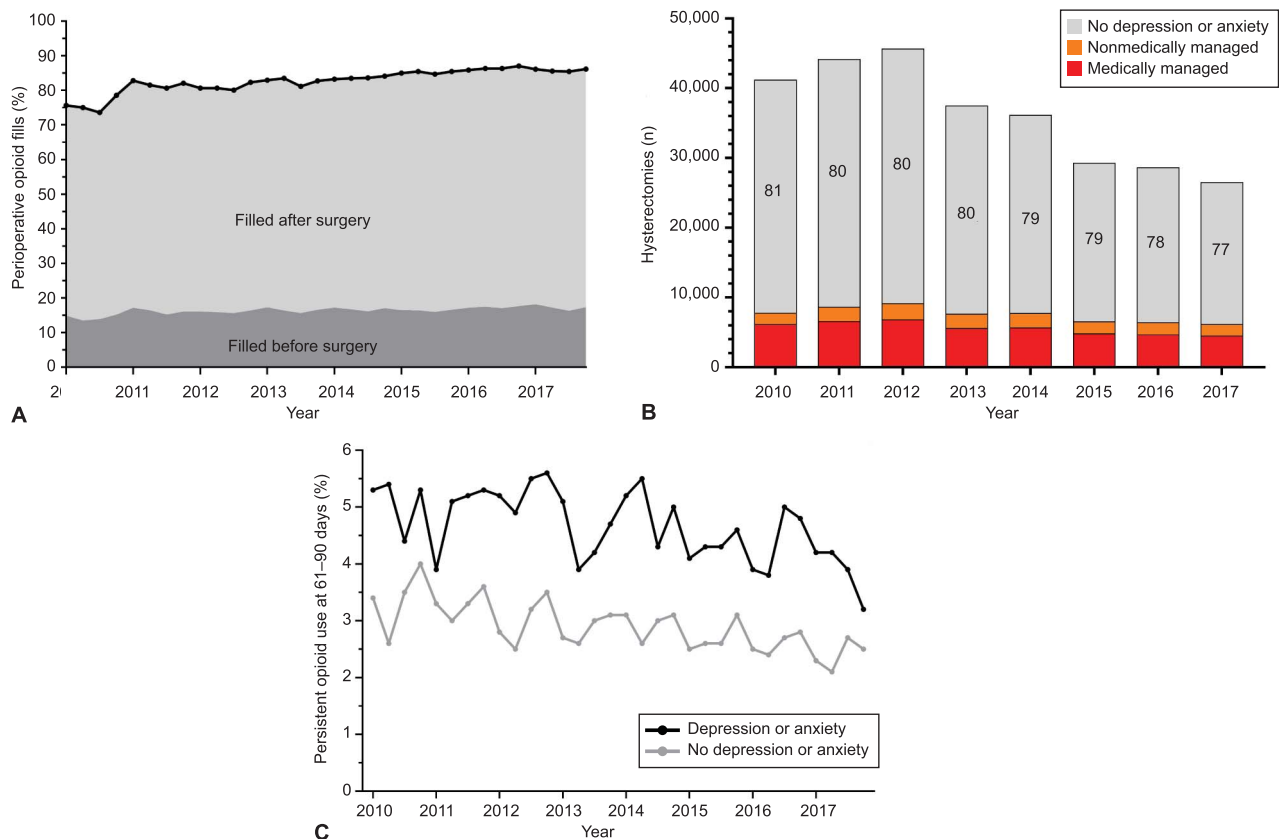 100
90
80
70
60
50
40
30
20
10
0
Perioperative opioid fills (%)
Filled after surgery
Filled before surgery
2011 2012 2013 2014 2015 2016 2017
Year
A
50,000
40,000
30,000
20,000
10,000
0
Hysterectomies (n)
No depression or anxiety
Nonmedically managed
Medically managed
81 80 80 80 79 79 78 77
2010 2011 2012 2013 2014 2015 2016 2017
Year
B
6
5
4
3
2
1
0
Persistent opioid use at 61–90 days (%)
Depression or anxiety
No depression or anxiety
2010 2011 2012 2013 2014 2015 2016 2017
Year
C